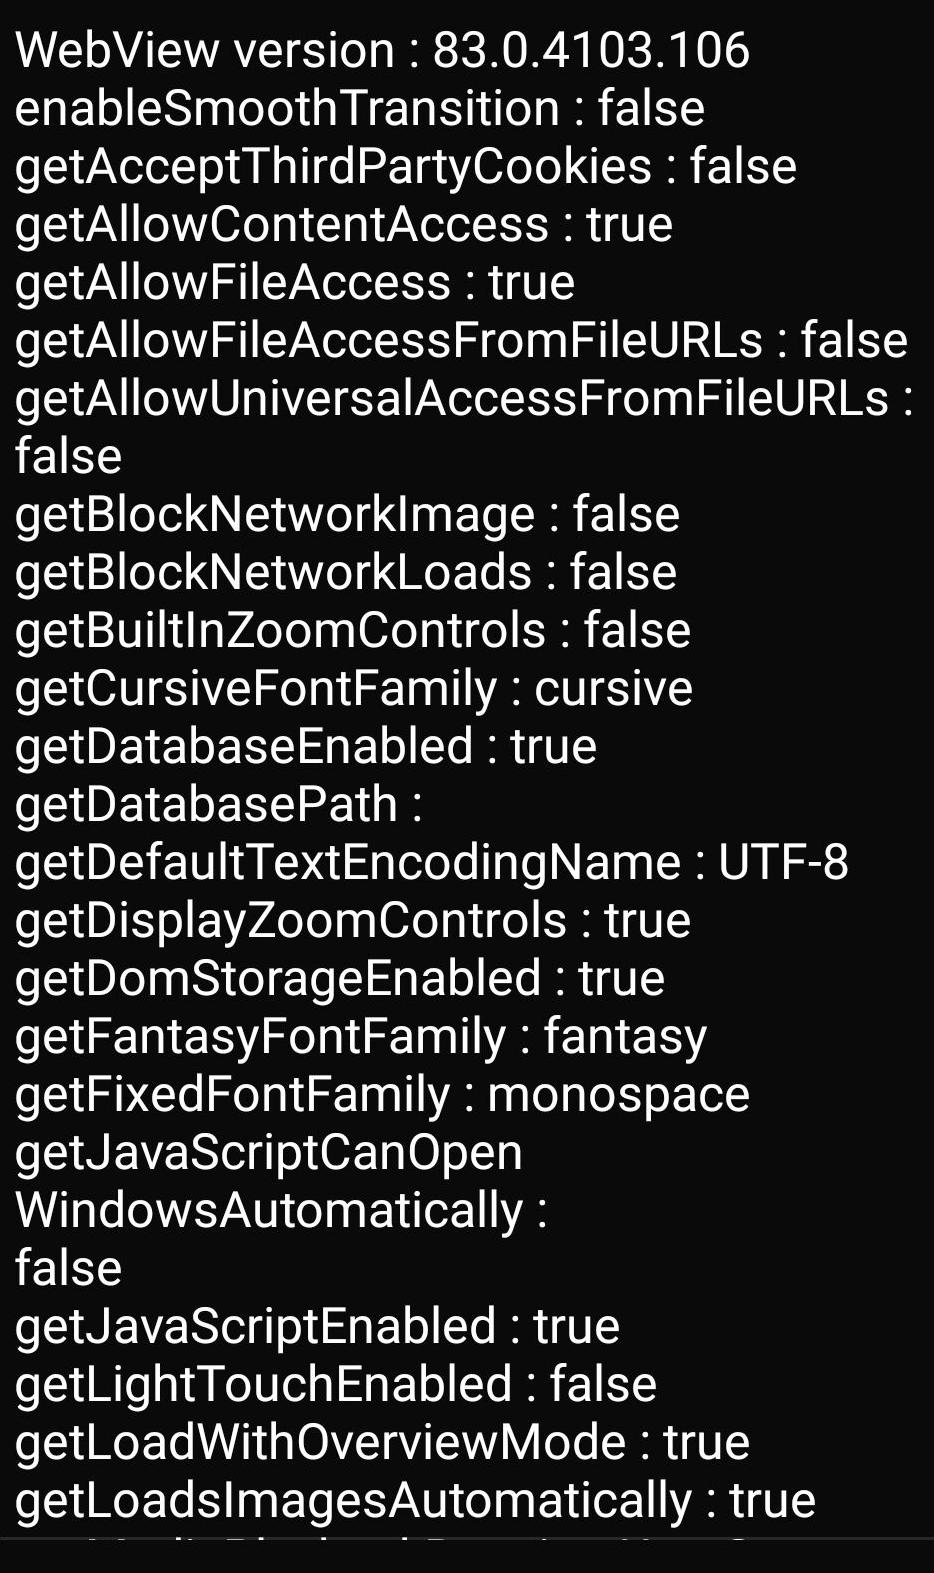 WebView version : 83.0.4103.106
enableSmoothTransition : false
getAcceptThirdPartyCookies : false
getAllowContentAccess : true
getAllowFileAccess : true
getAllowFileAccessFromFileURLs : false
getAllowUniversalAccessFromFileURLs :
false
getBlockNetworkImage : false
getBlockNetworkLoads : false
getBuiltInZoomControls : false
getCursiveFontFamily : cursive
getDatabaseEnabled : true
getDatabasePath :
getDefaultTextEncodingName : UTF-8
getDisplayZoomControls : true
getDomStorageEnabled : true
getFantasyFontFamily : fantasy
getFixedFontFamily : monospace
getJavaScriptCanOpen
WindowsAutomatically :
false
getJavaScriptEnabled : true
getLightTouchEnabled : false
getLoadWithOverviewMode : true
getLoadsImagesAutomatically : true